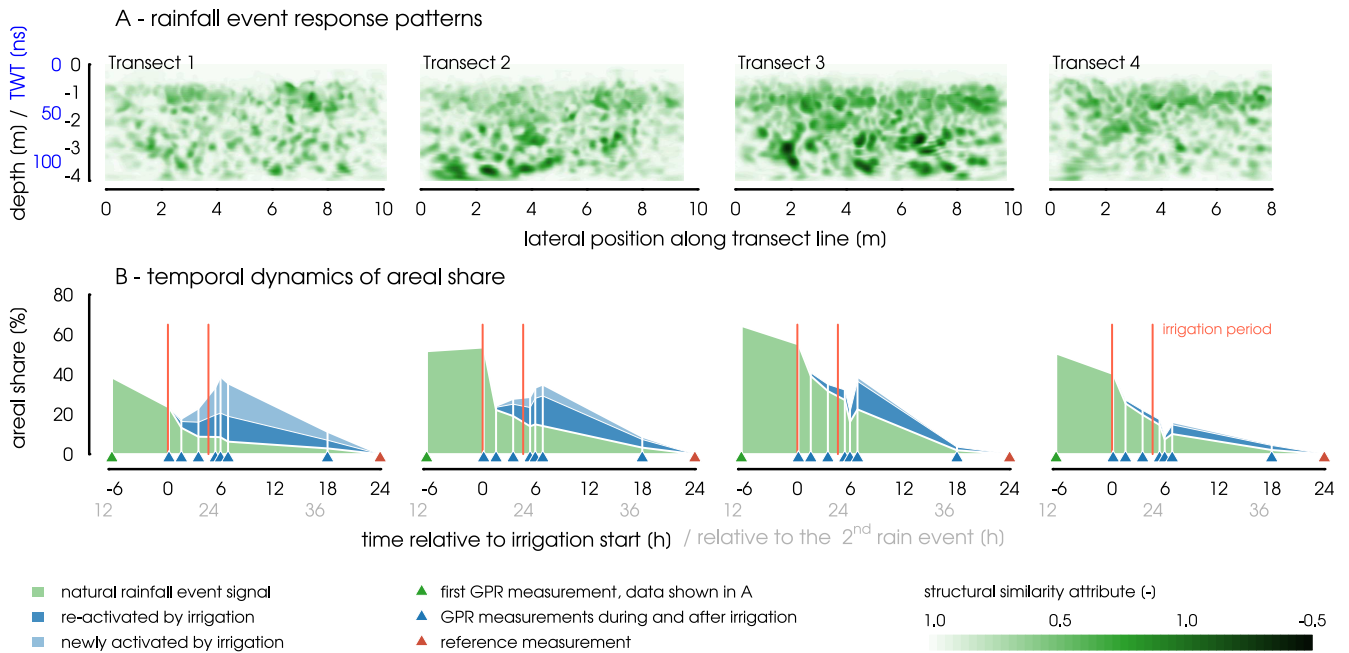 A - rainfall event response patterns
Transect 1 Transect 2 Transect 3 Transect 4
depth (m) / TWT (ns)
0 0
-1
50
-2
-3
100
-4
0 2 4 6 8 10 0 2 4 6 8 10 0 2 4 6 8 10 0 2 4 6 8
lateral position along transect line (m)
B - temporal dynamics of areal share
areal share (%)
80
60
irrigation period
40
20
0
-6 0 6 12 18 24 -6 0 6 12 18 24 -6 0 6 12 18 24 -6 0 6 12 18 24
12 24 36 12 24 36 12 24 36 12 24 36
time relative to irrigation start (h) / relative to the 2nd rain event (h)
natural rainfall event signal
re-activated by irrigation
newly activated by irrigation
first GPR measurement, data shown in A
GPR measurements during and after irrigation
reference measurement
structural similarity attribute (-)
1.0 0.5 1.0 -0.5